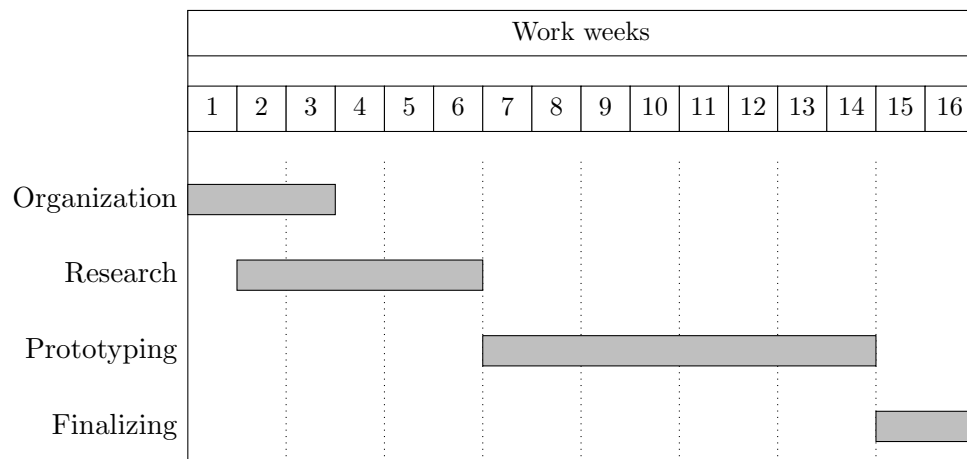 Work weeks
1 2 3 4 5 6 7 8 9 10 11 12 13 14 15 16
Organization
Research
Prototyping
Finalizing